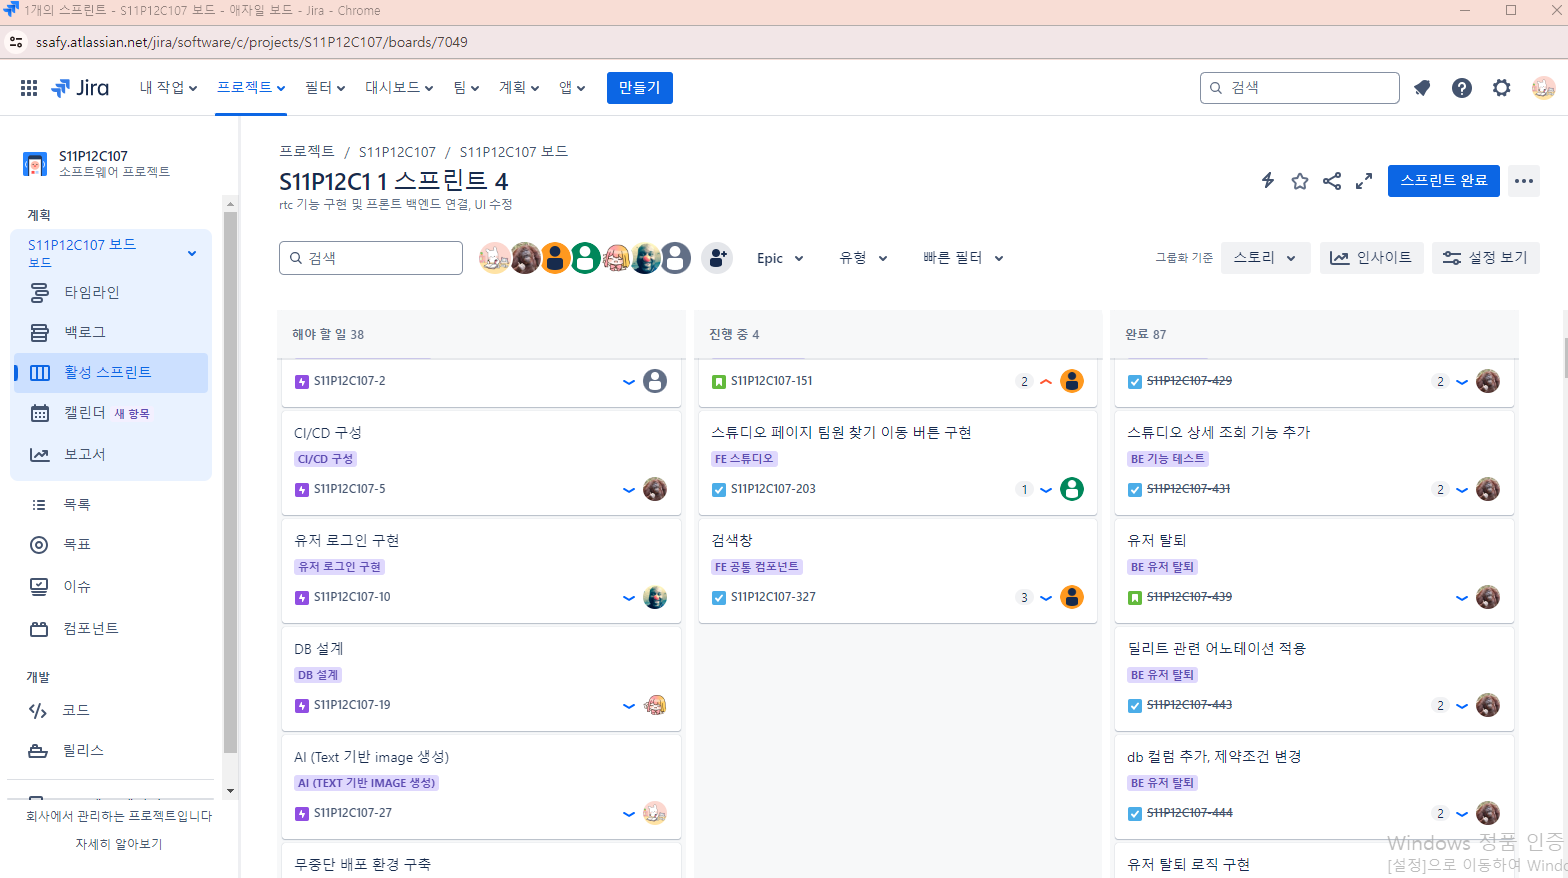 1개의 스프린트 - S11P12C107 보드 - 애자일 보드 - Jira - Chrome
ssafy.atlassian.net/jira/software/c/projects/S11P12C107/boards/7049
Jira 내 작업 프로젝트 필터 대시보드 팀 계획 앱 만들기 검색
S11P12C107
소프트웨어 프로젝트
계획
S11P12C107 보드
보드
타임라인
백로그
활성 스프린트
캘린더 새 항목
보고서
목록
목표
이슈
컴포넌트
개발
코드
릴리스
회사에서 관리하는 프로젝트입니다
자세히 알아보기
프로젝트 / S11P12C107 / S11P12C107 보드
S11P12C1 1 스프린트 4
스프린트 완료
rtc 기능 구현 및 프론트 백엔드 연결, UI 수정
검색 Epic 유형 빠른 필터 그룹화 기준 스토리 인사이트 설정 보기
해야 할 일 38
S11P12C107-2
CI/CD 구성
CI/CD 구성
S11P12C107-5
유저 로그인 구현
유저 로그인 구현
S11P12C107-10
DB 설계
DB 설계
S11P12C107-19
AI (Text 기반 image 생성)
AI (TEXT 기반 IMAGE 생성)
S11P12C107-27
무중단 배포 환경 구축
진행 중 4
S11P12C107-151 2
스튜디오 페이지 팀원 찾기 이동 버튼 구현
FE 스튜디오
S11P12C107-203 1
검색창
FE 공통 컴포넌트
S11P12C107-327 3
완료 87
S11P12C107-429 2
스튜디오 상세 조회 기능 추가
BE 기능 테스트
S11P12C107-431 2
유저 탈퇴
BE 유저 탈퇴
S11P12C107-439
딜리트 관련 어노테이션 적용
BE 유저 탈퇴
S11P12C107-443 2
db 컬럼 추가, 제약조건 변경
BE 유저 탈퇴
S11P12C107-444 2
유저 탈퇴 로직 구현
Windows 정품 인증
[설정]으로 이동하여 Windo